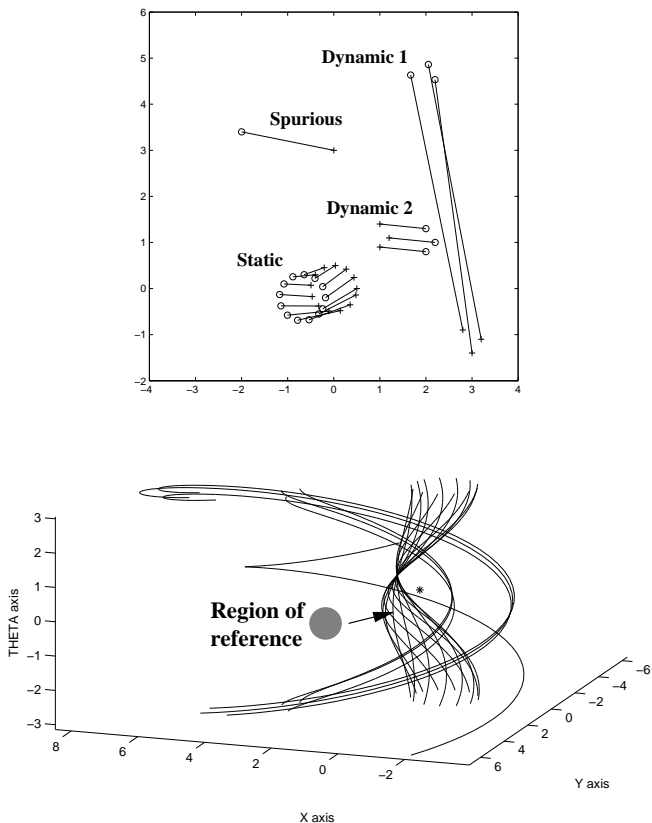 6
5
4
3
2
1
0
−1
−2
−4 −3 −2 −1 0 1 2 3 4
Dynamic 1
Spurious
Dynamic 2
Static
3
2
1
0
−1
−2
−3
THETA axis
Region of
reference
8 6 4 2 0 −2
X axis
−6
−4
−2
0
2
4
6
Y axis